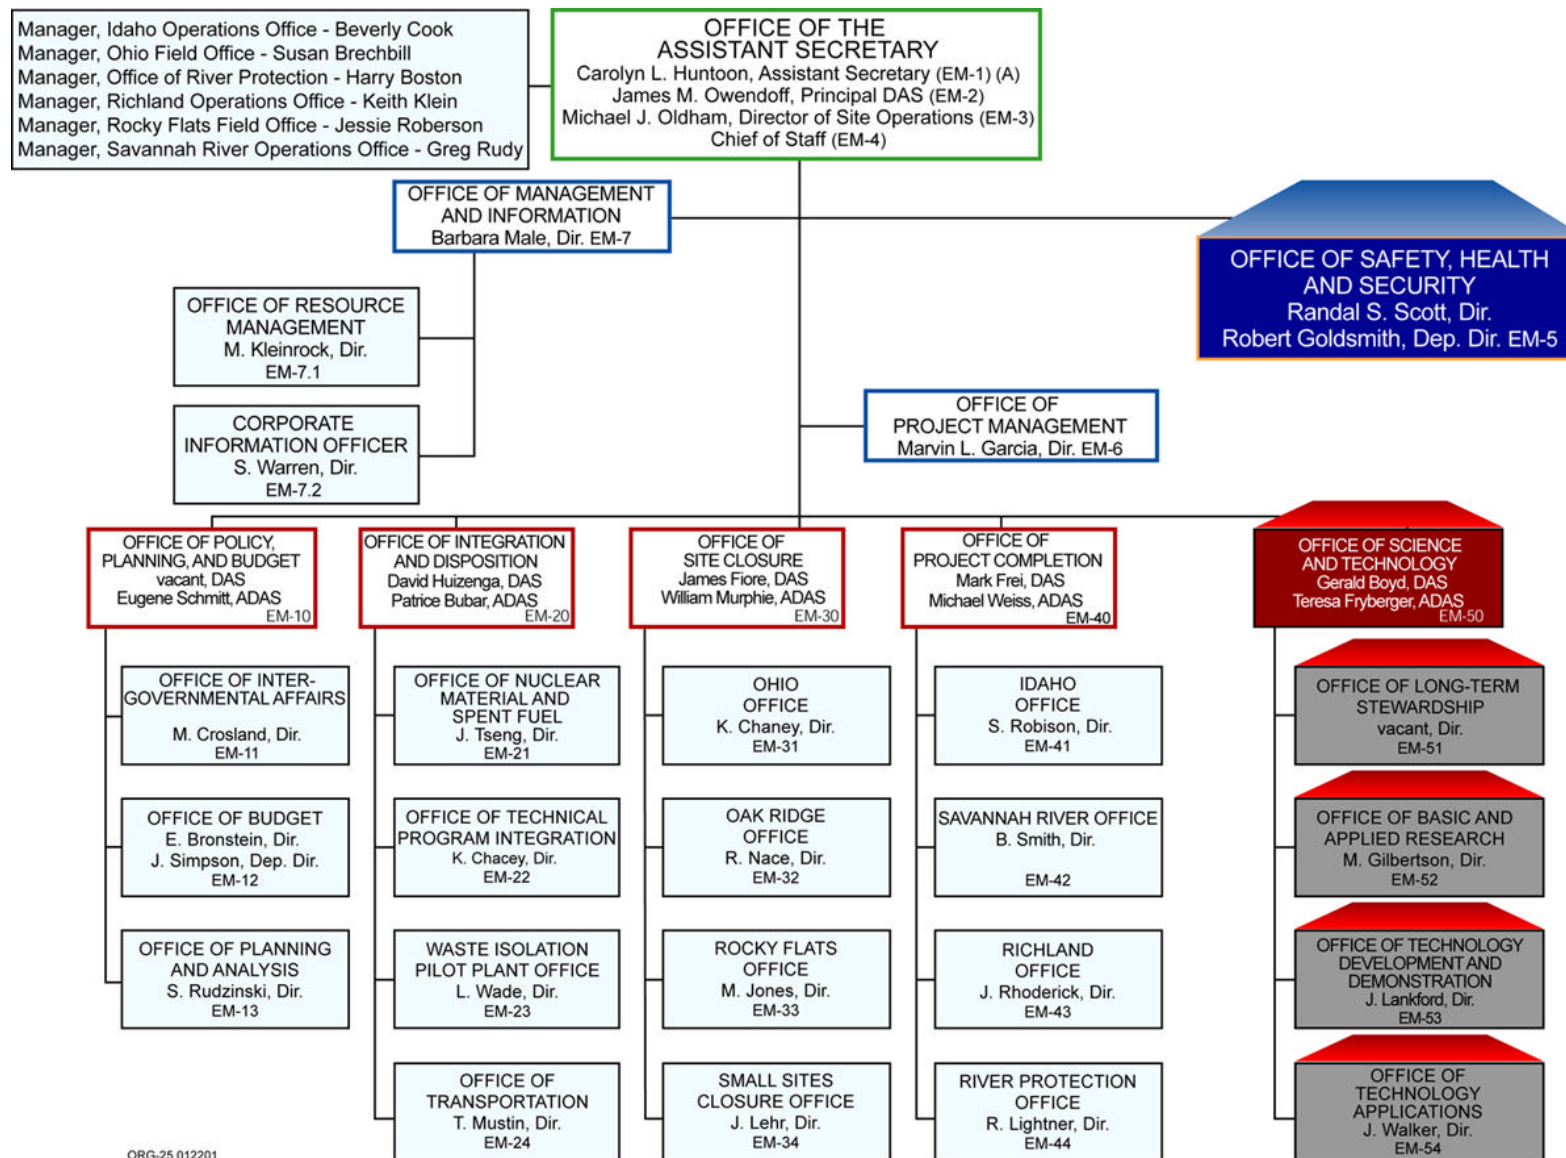 Manager, Idaho Operations Office - Beverly Cook
Manager, Ohio Field Office - Susan Brechbill
Manager, Office of River Protection - Harry Boston
Manager, Richland Operations Office - Keith Klein
Manager, Rocky Flats Field Office - Jessie Roberson
Manager, Savannah River Operations Office - Greg Rudy
OFFICE OF THE
ASSISTANT SECRETARY
Carolyn L. Huntoon, Assistant Secretary (EM-1) (A)
James M. Owendoff, Principal DAS (EM-2)
Michael J. Oldham, Director of Site Operations (EM-3)
Chief of Staff (EM-4)
OFFICE OF MANAGEMENT
AND INFORMATION
Barbara Male, Dir. EM-7
OFFICE OF SAFETY, HEALTH
AND SECURITY
Randal S. Scott, Dir.
Robert Goldsmith, Dep. Dir. EM-5
OFFICE OF RESOURCE
MANAGEMENT
M. Kleinrock, Dir.
EM-7.1
CORPORATE
INFORMATION OFFICER
S. Warren, Dir.
EM-7.2
OFFICE OF
PROJECT MANAGEMENT
Marvin L. Garcia, Dir. EM-6
OFFICE OF POLICY,
PLANNING, AND BUDGET
vacant, DAS
Eugene Schmitt, ADAS
EM-10
OFFICE OF INTEGRATION
AND DISPOSITION
David Huizenga, DAS
Patrice Bubar, ADAS
EM-20
OFFICE OF
SITE CLOSURE
James Fiore, DAS
William Murphie, ADAS
EM-30
OFFICE OF
PROJECT COMPLETION
Mark Frei, DAS
Michael Weiss, ADAS
EM-40
OFFICE OF SCIENCE
AND TECHNOLOGY
Gerald Boyd, DAS
Teresa Fryberger, ADAS
EM-50
OFFICE OF INTER-
GOVERNMENTAL AFFAIRS
M. Crosland, Dir.
EM-11
OFFICE OF BUDGET
E. Bronstein, Dir.
J. Simpson, Dep. Dir.
EM-12
OFFICE OF PLANNING
AND ANALYSIS
S. Rudzinski, Dir.
EM-13
OFFICE OF NUCLEAR
MATERIAL AND
SPENT FUEL
J. Tseng, Dir.
EM-21
OFFICE OF TECHNICAL
PROGRAM INTEGRATION
K. Chacey, Dir.
EM-22
WASTE ISOLATION
PILOT PLANT OFFICE
L. Wade, Dir.
EM-23
OFFICE OF
TRANSPORTATION
T. Mustin, Dir.
EM-24
OHIO
OFFICE
K. Chaney, Dir.
EM-31
OAK RIDGE
OFFICE
R. Nace, Dir.
EM-32
ROCKY FLATS
OFFICE
M. Jones, Dir.
EM-33
SMALL SITES
CLOSURE OFFICE
J. Lehr, Dir.
EM-34
IDAHO
OFFICE
S. Robison, Dir.
EM-41
SAVANNAH RIVER OFFICE
B. Smith, Dir.
EM-42
RICHLAND
OFFICE
J. Rhoderick, Dir.
EM-43
RIVER PROTECTION
OFFICE
R. Lightner, Dir.
EM-44
OFFICE OF LONG-TERM
STEWARDSHIP
vacant, Dir.
EM-51
OFFICE OF BASIC AND
APPLIED RESEARCH
M. Gilbertson, Dir.
EM-52
OFFICE OF TECHNOLOGY
DEVELOPMENT AND
DEMONSTRATION
J. Lankford, Dir.
EM-53
OFFICE OF
TECHNOLOGY
APPLICATIONS
J. Walker, Dir.
EM-54
ORG-25 012201